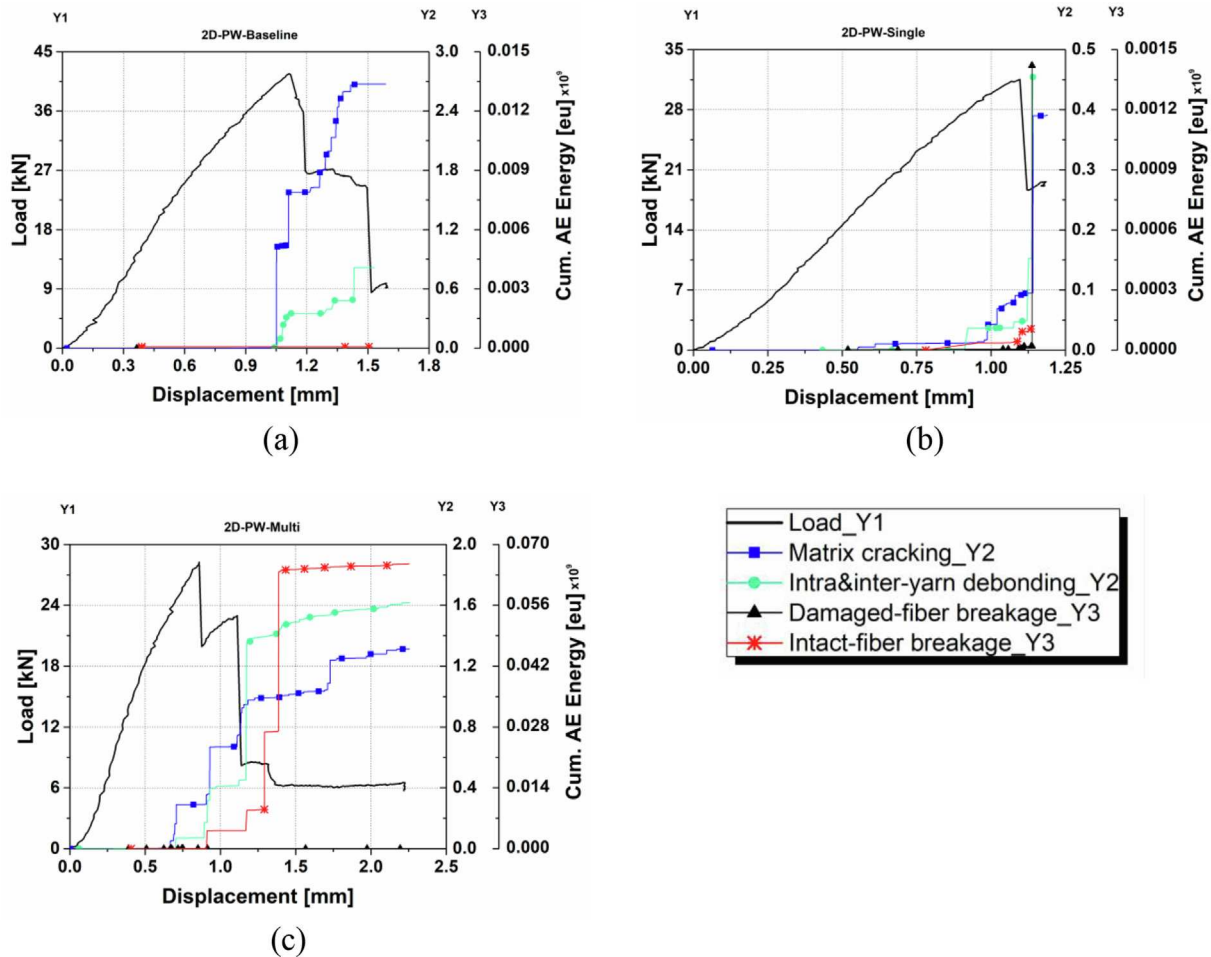 Y1 Y2 Y3
2D-PW-Baseline
45 3.0 0.015
36 2.4 0.012
27 1.8 0.009
18 1.2 0.006
9 0.6 0.003
0 0.0 0.000
0.0 0.3 0.6 0.9 1.2 1.5 1.8
Load [kN]
Cum. AE Energy [eu] x10⁹
Displacement [mm]
(a)
Y1 Y2 Y3
2D-PW-Single
35 0.5 0.0015
28 0.4 0.0012
21 0.3 0.0009
14 0.2 0.0006
7 0.1 0.0003
0 0.0 0.0000
0.00 0.25 0.50 0.75 1.00 1.25
Load [kN]
Cum. AE Energy [eu] x10⁹
Displacement [mm]
(b)
Y1 Y2 Y3
2D-PW-Multi
30 2.0 0.070
24 1.6 0.056
18 1.2 0.042
12 0.8 0.028
6 0.4 0.014
0 0.0 0.000
0.0 0.5 1.0 1.5 2.0 2.5
Load [kN]
Cum. AE Energy [eu] x10⁹
Displacement [mm]
(c)
Load_Y1
Matrix cracking_Y2
Intra&inter-yarn debonding_Y2
Damaged-fiber breakage_Y3
Intact-fiber breakage_Y3